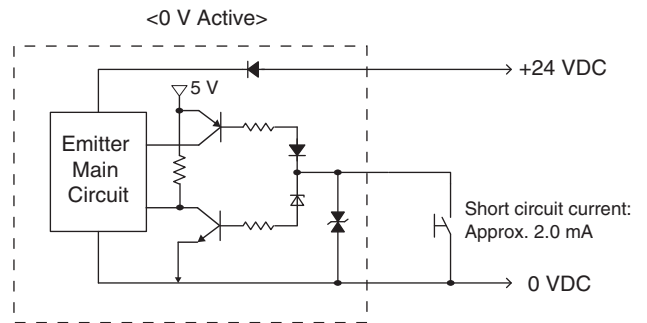 <0 V Active>
+24 VDC
5 V
Emitter
Main
Circuit
Short circuit current:
Approx. 2.0 mA
0 VDC